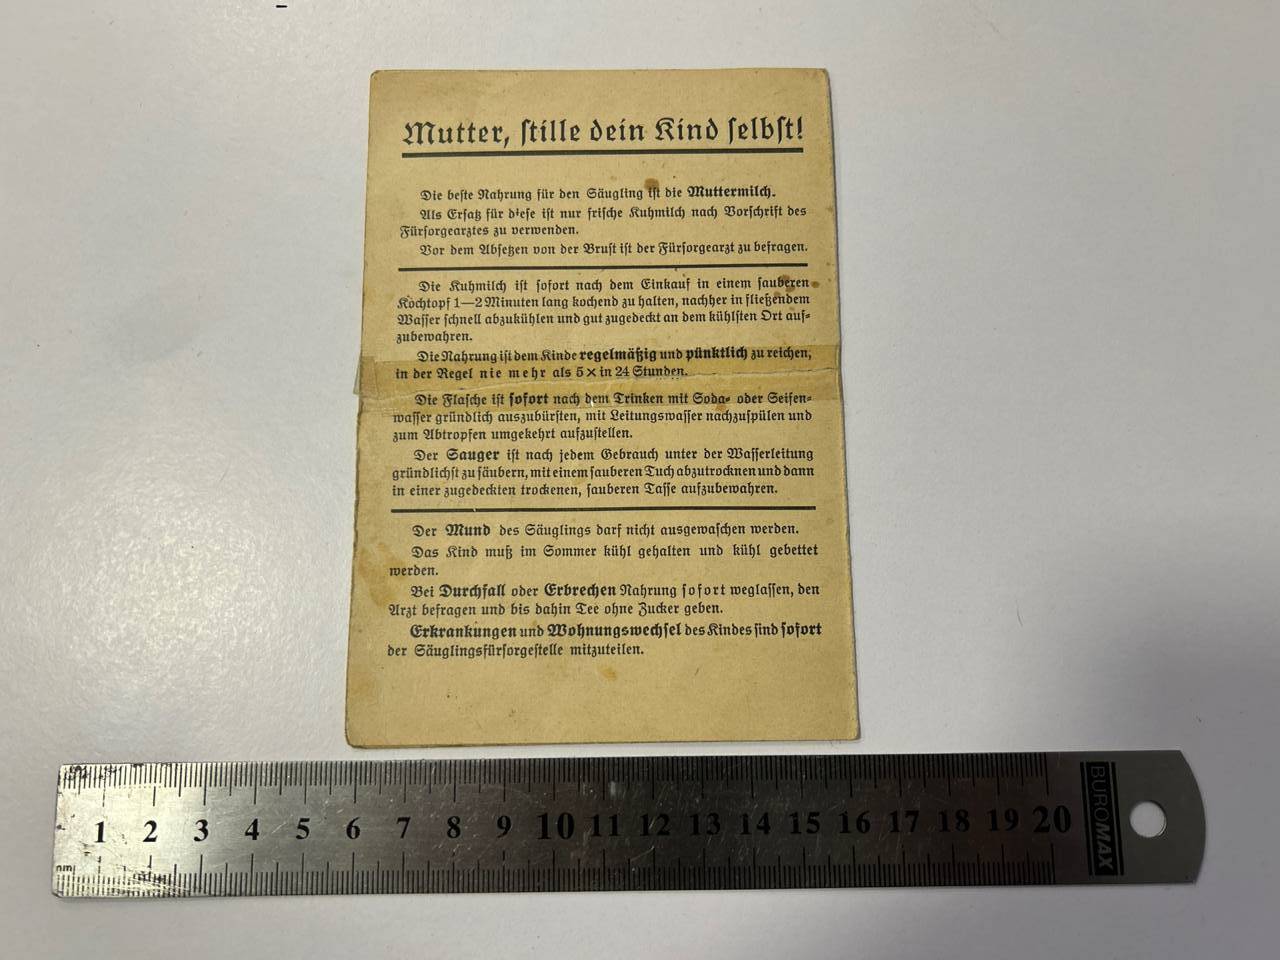 Mutter, stille dein Kind selbst!
Die beste Nahrung für den Säugling ist die Muttermilch.
Als Ersatz für diese ist nur frische Kuhmilch nach Vorschrift des
Fürsorgearztes zu verwenden.
Vor dem Absetzen von der Brust ist der Fürsorgearzt zu befragen.
Die Kuhmilch ist sofort nach dem Einkauf in einem sauberen
Kochtopf 1—2 Minuten lang kochend zu halten, nachher in fließendem
Wasser schnell abzukühlen und gut zugedeckt an dem kühlsten Ort auf-
zubewahren.
Die Nahrung ist dem Kinde regelmäßig und pünktlich zu reichen,
in der Regel nie mehr als 5 × in 24 Stunden.
Die Flasche ist sofort nach dem Trinken mit Soda- oder Seifen-
wasser gründlich auszubürsten, mit Leitungswasser nachzuspülen und
zum Abtropfen umgekehrt aufzustellen.
Der Sauger ist nach jedem Gebrauch unter der Wasserleitung
gründlichst zu säubern, mit einem sauberen Tuch abzutrocknen und dann
in einer zugedeckten trockenen, sauberen Tasse aufzubewahren.
Der Mund des Säuglings darf nicht ausgewaschen werden.
Das Kind muß im Sommer kühl gehalten und kühl gebettet
werden.
Bei Durchfall oder Erbrechen Nahrung sofort weglassen, den
Arzt befragen und bis dahin Tee ohne Zucker geben.
Erkrankungen und Wohnungswechsel des Kindes sind sofort
der Säuglingsfürsorgestelle mitzuteilen.
1 2 3 4 5 6 7 8 9 10 11 12 13 14 15 16 17 18 19 20
BUROMAX